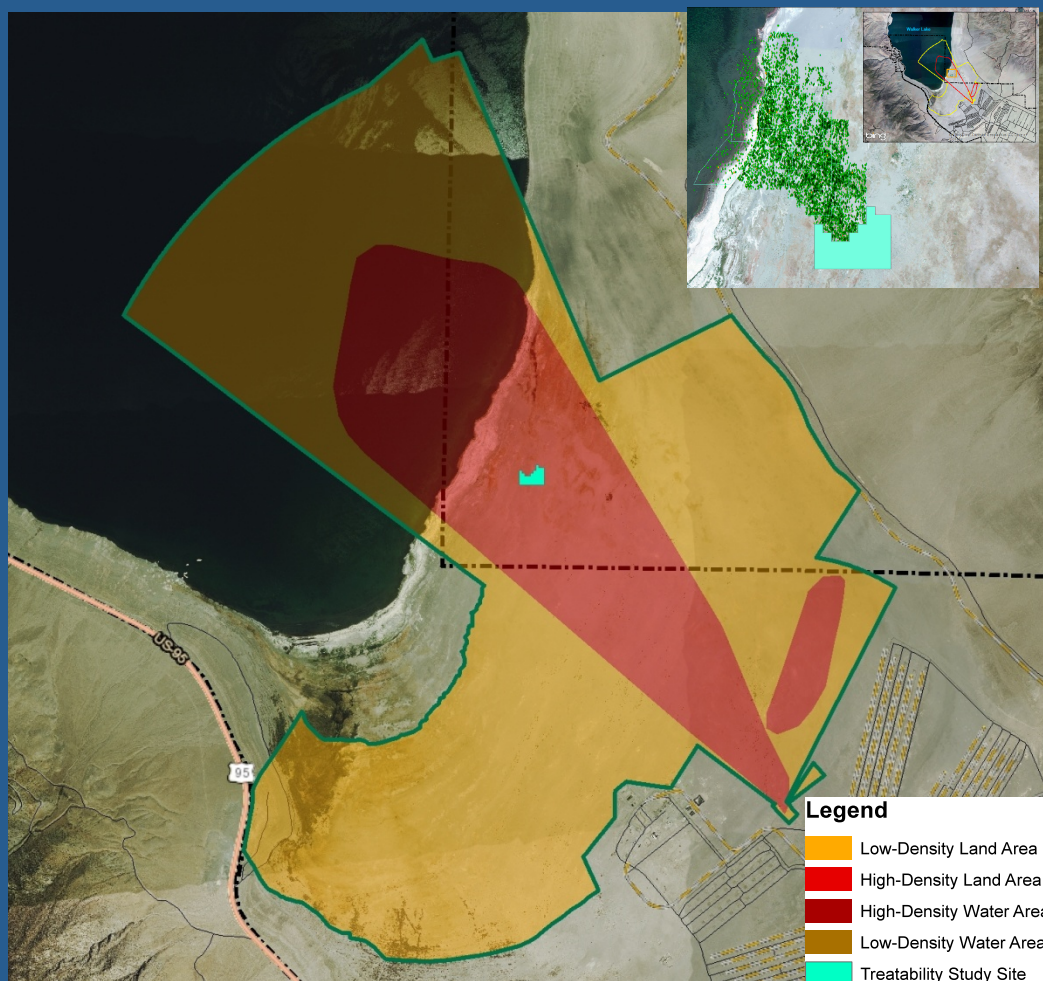 Walker Lake
bing
US-95
95
Legend
Low-Density Land Area
High-Density Land Area
High-Density Water Area
Low-Density Water Area
Treatability Study Site